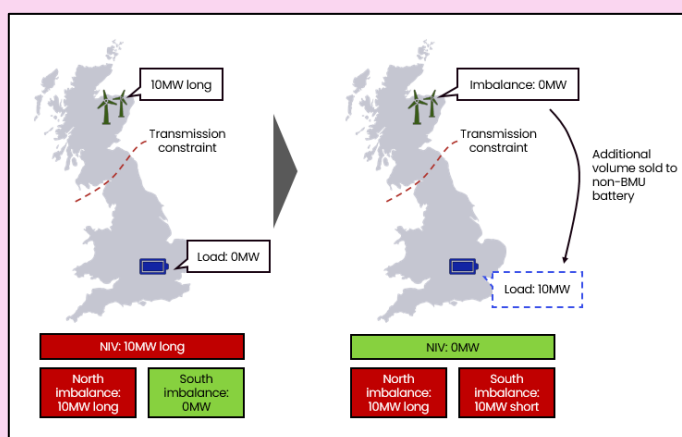 10MW long
Transmission
constraint
Load: 0MW
NIV: 10MW long
North
imbalance:
10MW long
South
imbalance:
0MW
Imbalance: 0MW
Transmission
constraint
Additional
volume sold to
non-BMU
battery
Load: 10MW
NIV: 0MW
North
imbalance:
10MW long
South
imbalance:
10MW short